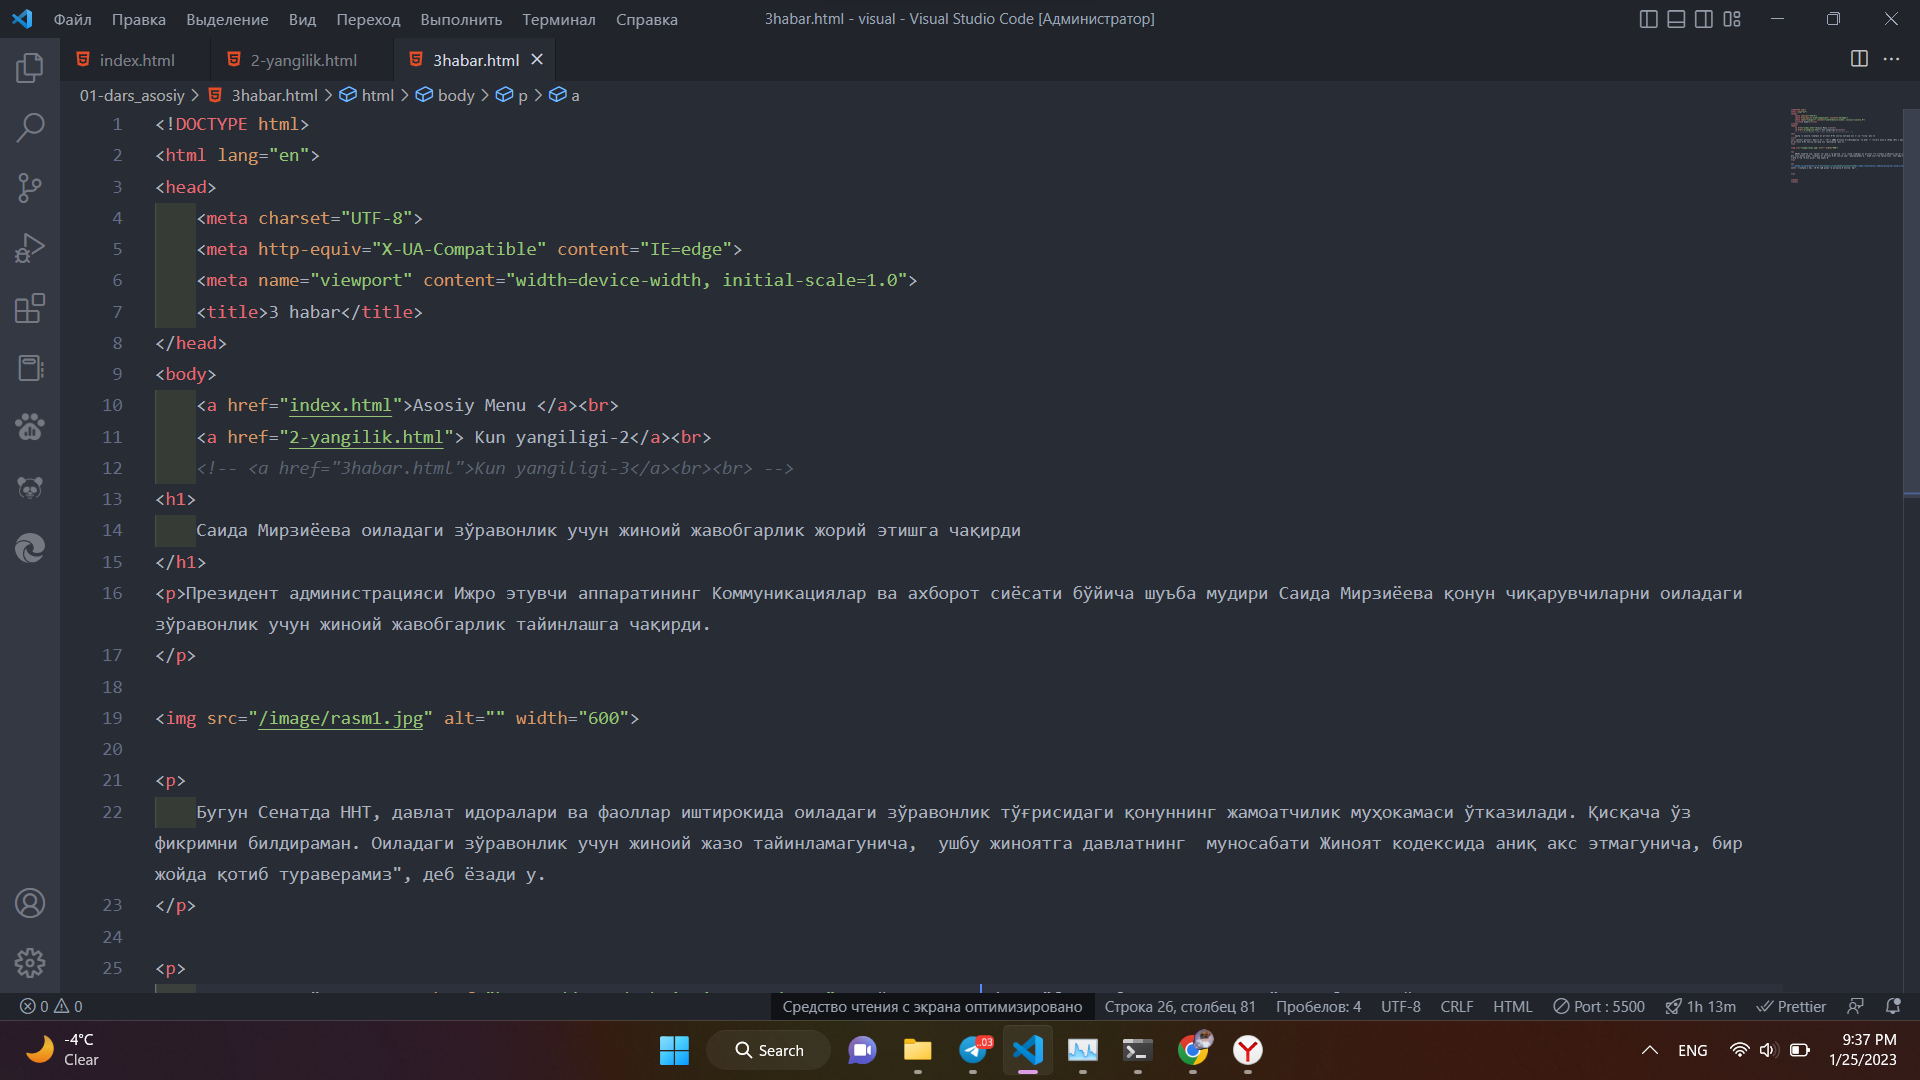 Файл Правка Выделение Вид Переход Выполнить Терминал Справка
3habar.html - visual - Visual Studio Code [Администратор]
index.html 2-yangilik.html 3habar.html
01-dars_asosiy > 3habar.html > html > body > p > a
1 <!DOCTYPE html>
2 <html lang="en">
3 <head>
4 <meta charset="UTF-8">
5 <meta http-equiv="X-UA-Compatible" content="IE=edge">
6 <meta name="viewport" content="width=device-width, initial-scale=1.0">
7 <title>3 habar</title>
8 </head>
9 <body>
10 <a href="index.html">Asosiy Menu </a><br>
11 <a href="2-yangilik.html"> Kun yangiligi-2</a><br>
12 <!-- <a href="3habar.html">Kun yangiligi-3</a><br><br> -->
13 <h1>
14 Саида Мирзиёева оиладаги зўравонлик учун жиноий жавобгарлик жорий этишга чақирди
15 </h1>
16 <p>Президент администрацияси Ижро этувчи аппаратининг Коммуникациялар ва ахборот сиёсати бўйича шуъба мудири Саида Мирзиёева қонун чиқарувчиларни оиладаги
зўравонлик учун жиноий жавобгарлик тайинлашга чақирди.
17 </p>
18
19 <img src="/image/rasm1.jpg" alt="" width="600">
20
21 <p>
22 Бугун Сенатда ННТ, давлат идоралари ва фаоллар иштирокида оиладаги зўравонлик тўғрисидаги қонуннинг жамоатчилик муҳокамаси ўтказилади. Қисқача ўз
фикримни билдираман. Оиладаги зўравонлик учун жиноий жазо тайинламагунича,  ушбу жиноятга давлатнинг  муносабати Жиноят кодексида аниқ акс этмагунича, бир
жойда қотиб тураверамиз", деб ёзади у.
23 </p>
24
25 <p>
0 0 Средство чтения с экрана оптимизировано Строка 26, столбец 81 Пробелов: 4 UTF-8 CRLF HTML Port : 5500 1h 13m Prettier
-4°C
Clear
Search
.03
ENG
9:37 PM
1/25/2023